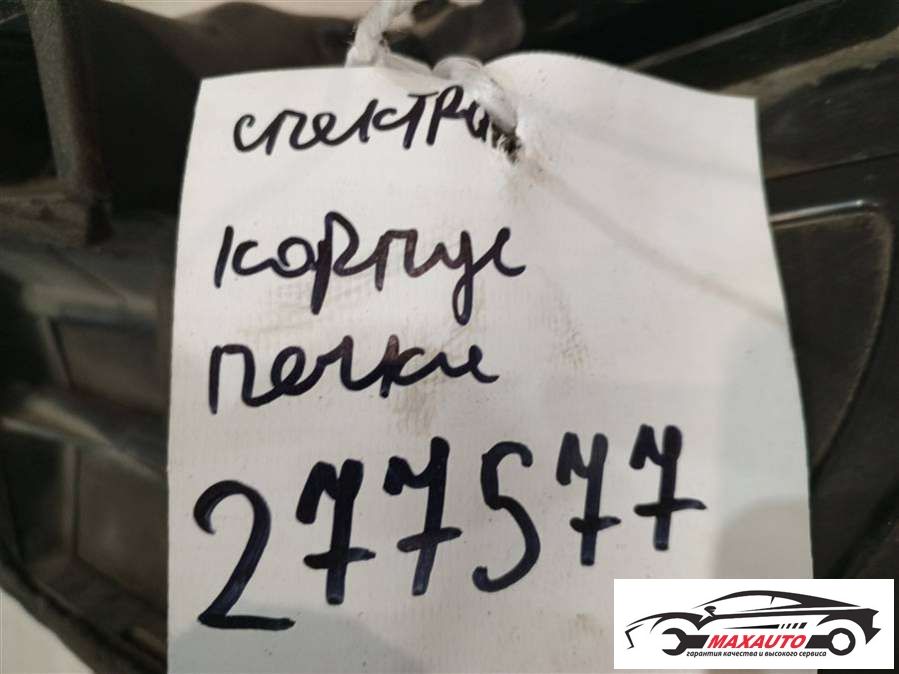 спектра
корпус
печки
277577
MAXAUTO
гарантия качества и высокого сервиса